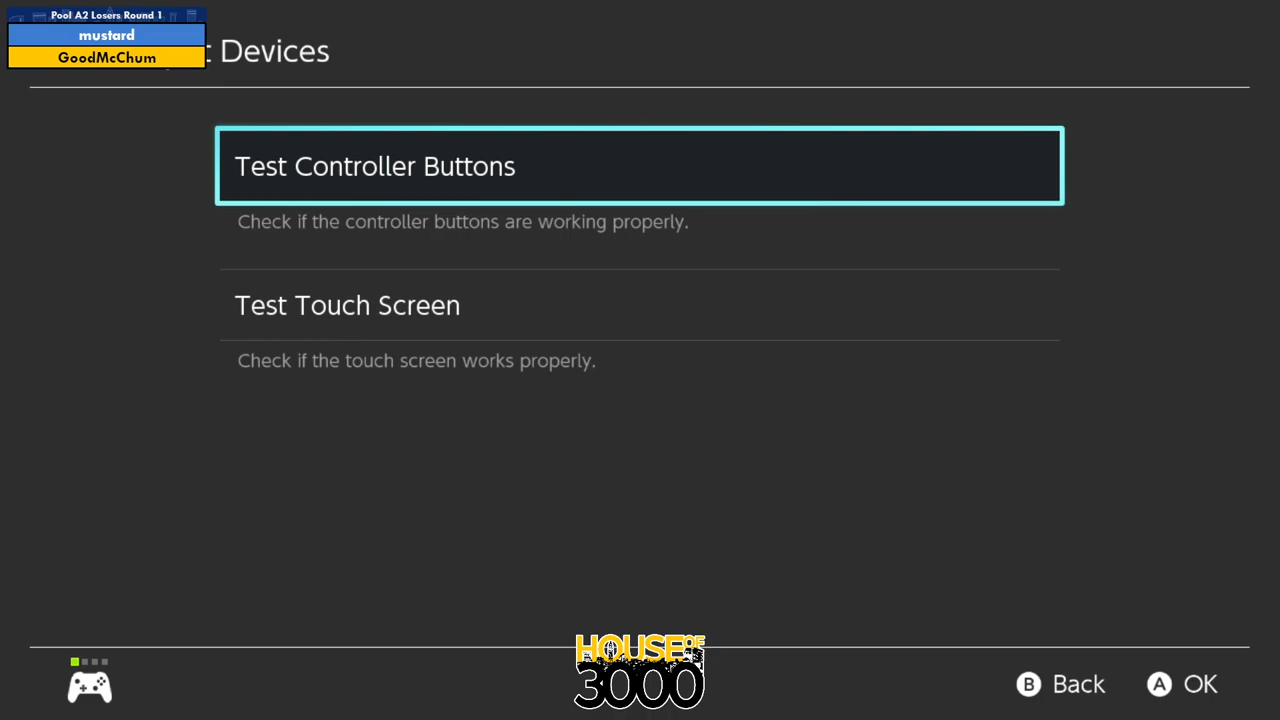 Pool A2 Losers Round 1
mustard
GoodMcChum
Devices
Test Controller Buttons
Check if the controller buttons are working properly.
Test Touch Screen
Check if the touch screen works properly.
HOUSE OF
3000
B Back
A OK